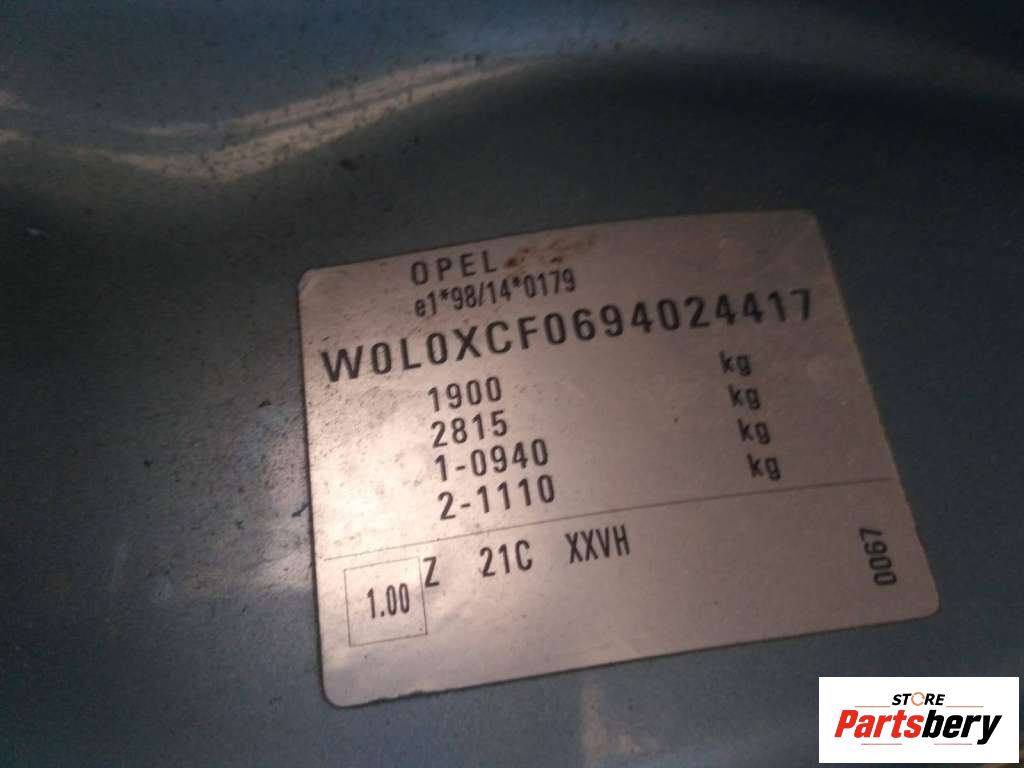 OPEL
e1*98/14*0179
W0L0XCF0694024417
1900 kg
2815 kg
1-0940 kg
2-1110 kg
1.00 Z 21C XXVH
0067
STORE
Partsbery